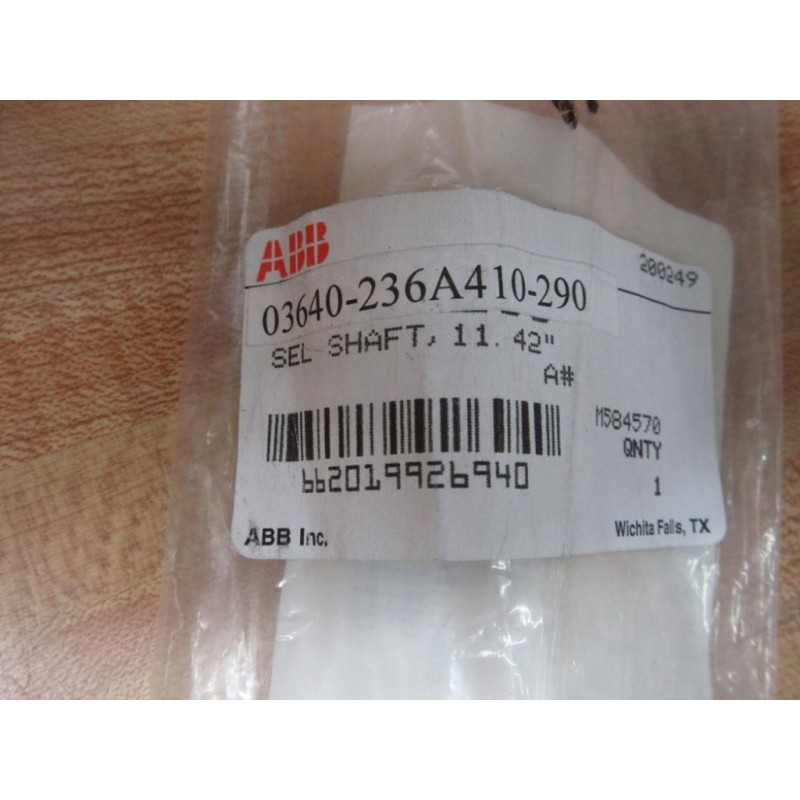 ABB
200249
03640-236A410-290
SEL SHAFT, 11.42"
A#
M584570
QNTY
1
662019926940
ABB Inc.
Wichita Falls, TX